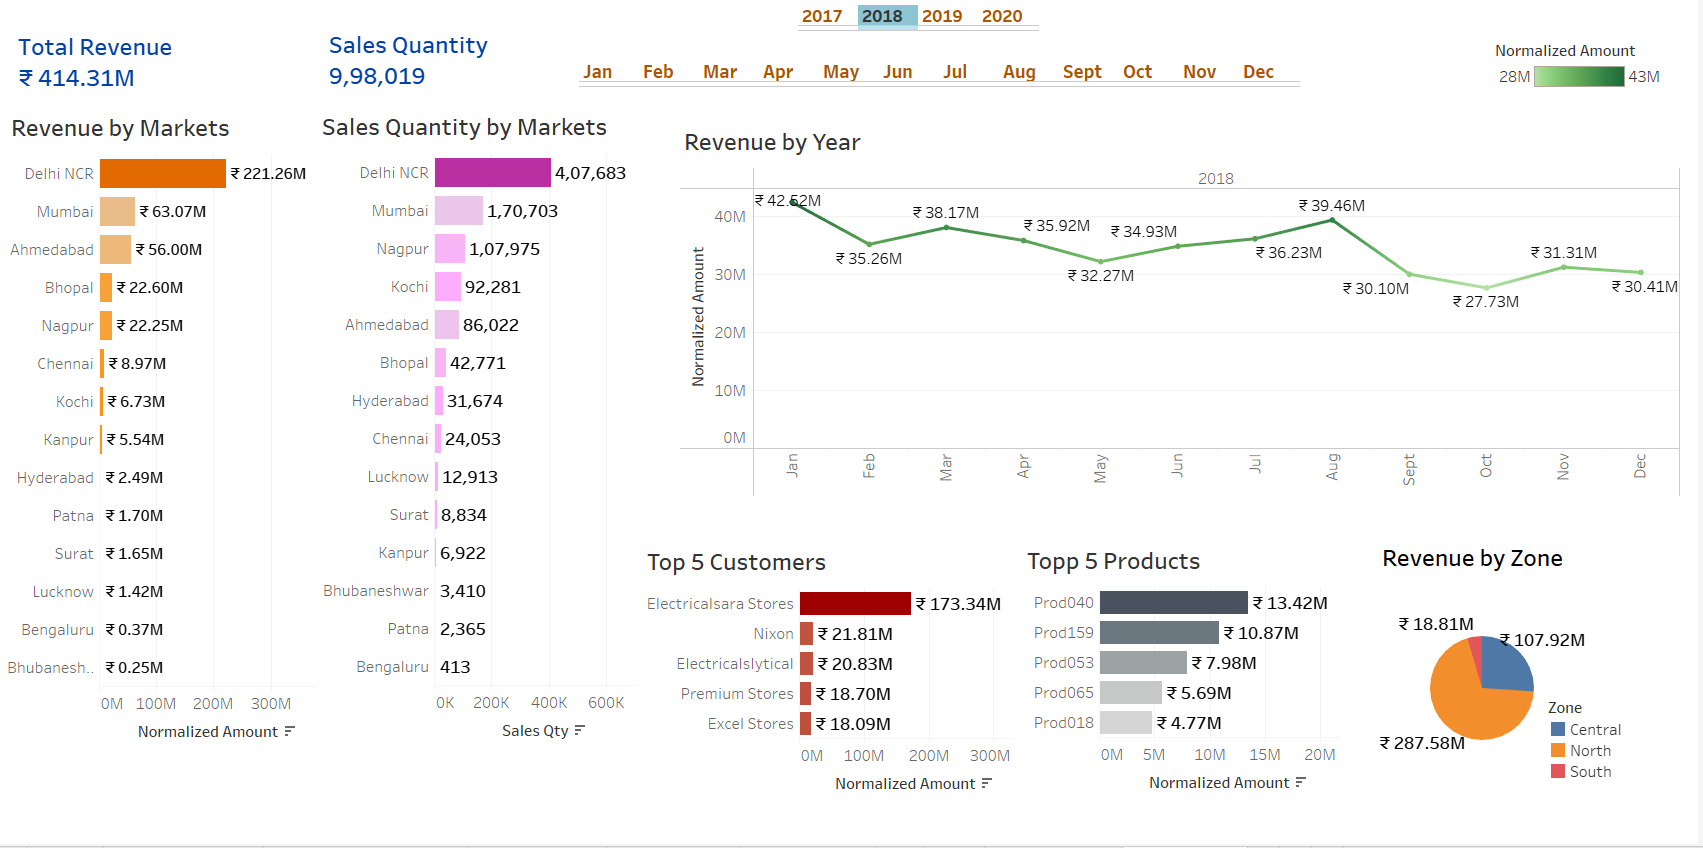 2017 2018 2019 2020
Total Revenue
₹ 414.31M
Sales Quantity
9,98,019
Jan Feb Mar Apr May Jun Jul Aug Sept Oct Nov Dec
Normalized Amount
28M 43M
Revenue by Markets
Delhi NCR ₹ 221.26M
Mumbai ₹ 63.07M
Ahmedabad ₹ 56.00M
Bhopal ₹ 22.60M
Nagpur ₹ 22.25M
Chennai ₹ 8.97M
Kochi ₹ 6.73M
Kanpur ₹ 5.54M
Hyderabad ₹ 2.49M
Patna ₹ 1.70M
Surat ₹ 1.65M
Lucknow ₹ 1.42M
Bengaluru ₹ 0.37M
Bhubanesh.. ₹ 0.25M
0M 100M 200M 300M
Normalized Amount
Sales Quantity by Markets
Delhi NCR 4,07,683
Mumbai 1,70,703
Nagpur 1,07,975
Kochi 92,281
Ahmedabad 86,022
Bhopal 42,771
Hyderabad 31,674
Chennai 24,053
Lucknow 12,913
Surat 8,834
Kanpur 6,922
Bhubaneshwar 3,410
Patna 2,365
Bengaluru 413
0K 200K 400K 600K
Sales Qty
Revenue by Year
2018
Normalized Amount
40M
30M
20M
10M
0M
₹ 42.52M
₹ 35.26M
₹ 38.17M
₹ 35.92M
₹ 32.27M
₹ 34.93M
₹ 36.23M
₹ 39.46M
₹ 30.10M
₹ 27.73M
₹ 31.31M
₹ 30.41M
Jan Feb Mar Apr May Jun Jul Aug Sept Oct Nov Dec
Top 5 Customers
Electricalsara Stores ₹ 173.34M
Nixon ₹ 21.81M
Electricalslytical ₹ 20.83M
Premium Stores ₹ 18.70M
Excel Stores ₹ 18.09M
0M 100M 200M 300M
Normalized Amount
Topp 5 Products
Prod040 ₹ 13.42M
Prod159 ₹ 10.87M
Prod053 ₹ 7.98M
Prod065 ₹ 5.69M
Prod018 ₹ 4.77M
0M 5M 10M 15M 20M
Normalized Amount
Revenue by Zone
₹ 18.81M
₹ 107.92M
₹ 287.58M
Zone
Central
North
South